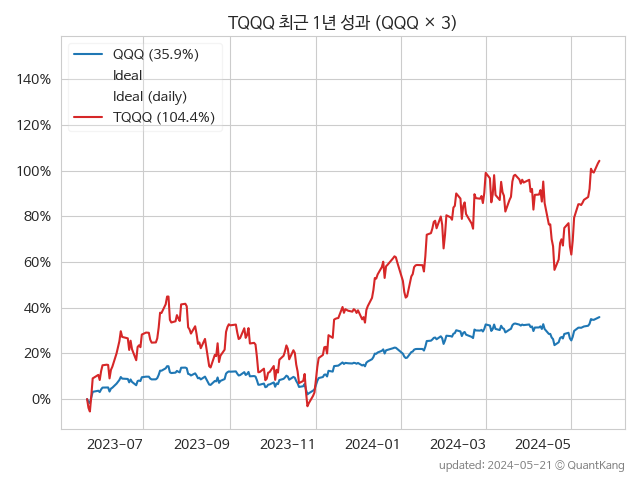 TQQQ 최근 1년 성과 (QQQ × 3)
QQQ (35.9%)
Ideal
Ideal (daily)
TQQQ (104.4%)
140%
120%
100%
80%
60%
40%
20%
0%
2023-07
2023-09
2023-11
2024-01
2024-03
2024-05
updated: 2024-05-21 © QuantKang